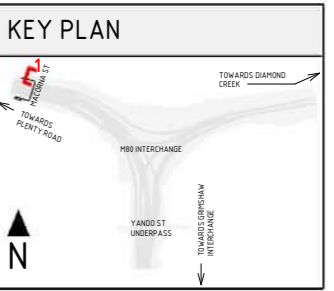 KEY PLAN
1
MACORNA ST
TOWARDS DIAMOND
CREEK
TOWARDS
PLENTY ROAD
M80 INTERCHANGE
YANDO ST
UNDERPASS
TOWARDS GRIMSHAW
INTERCHANGE
N